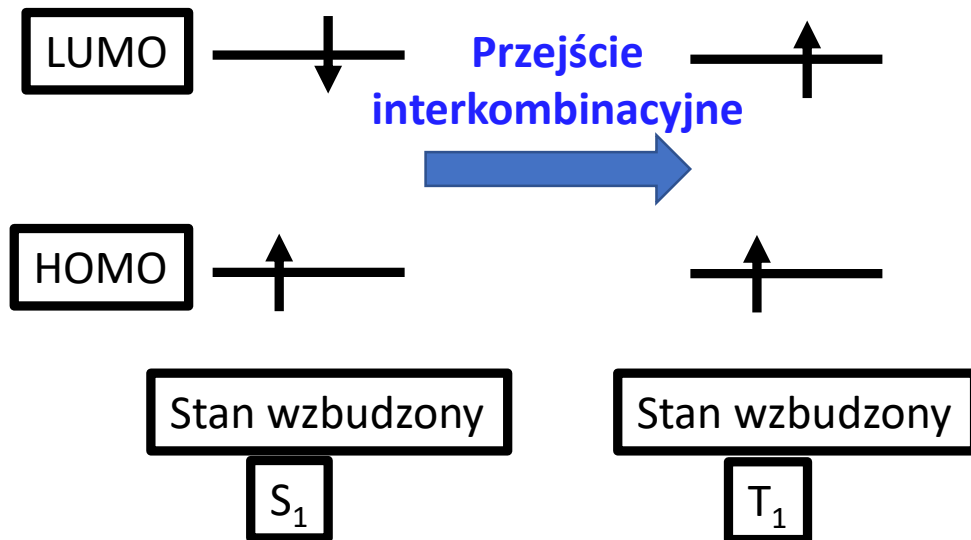 LUMO
Przejście
interkombinacyjne
HOMO
Stan wzbudzony
Stan wzbudzony
S₁
T₁